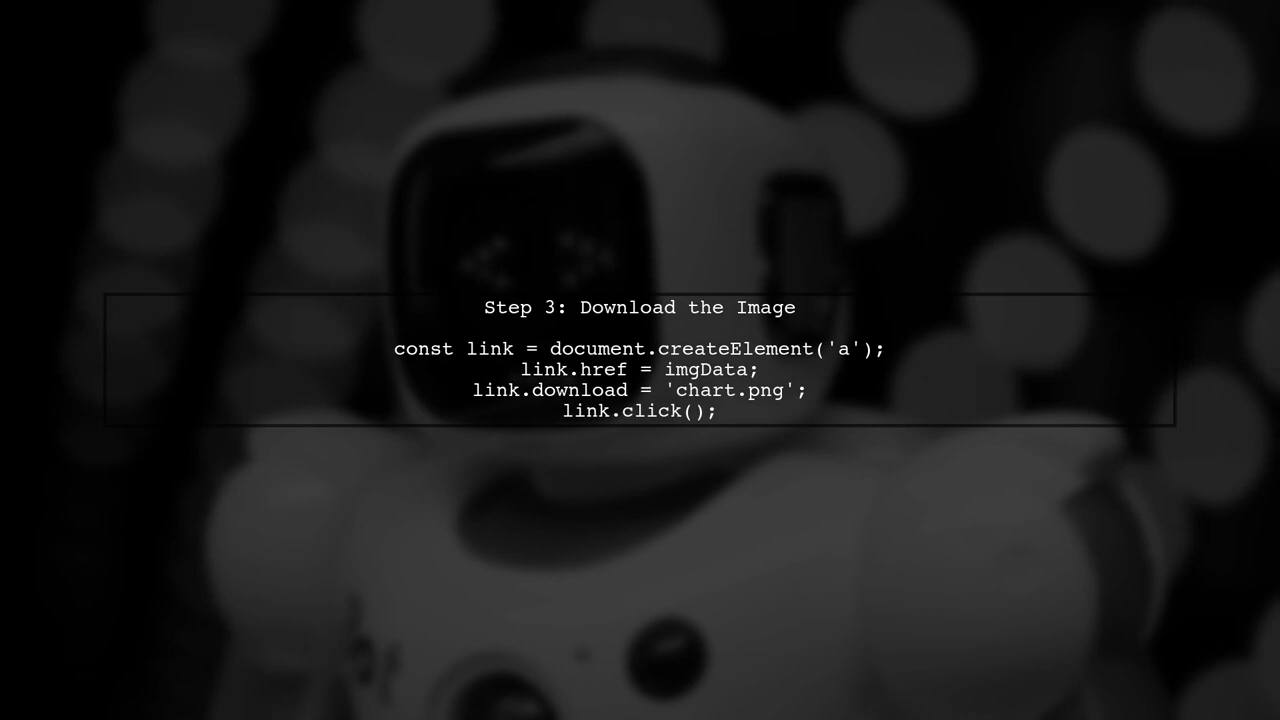 Step 3: Download the Image
const link = document.createElement('a');
link.href = imgData;
link.download = 'chart.png';
link.click();